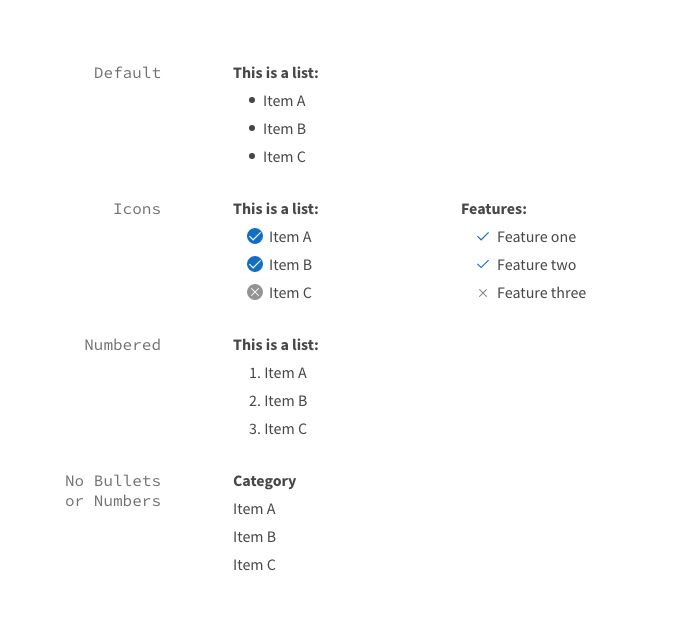 Default
This is a list:
Item A
Item B
Item C
Icons
This is a list:
Item A
Item B
Item C
Features:
Feature one
Feature two
Feature three
Numbered
This is a list:
1. Item A
2. Item B
3. Item C
No Bullets
or Numbers
Category
Item A
Item B
Item C